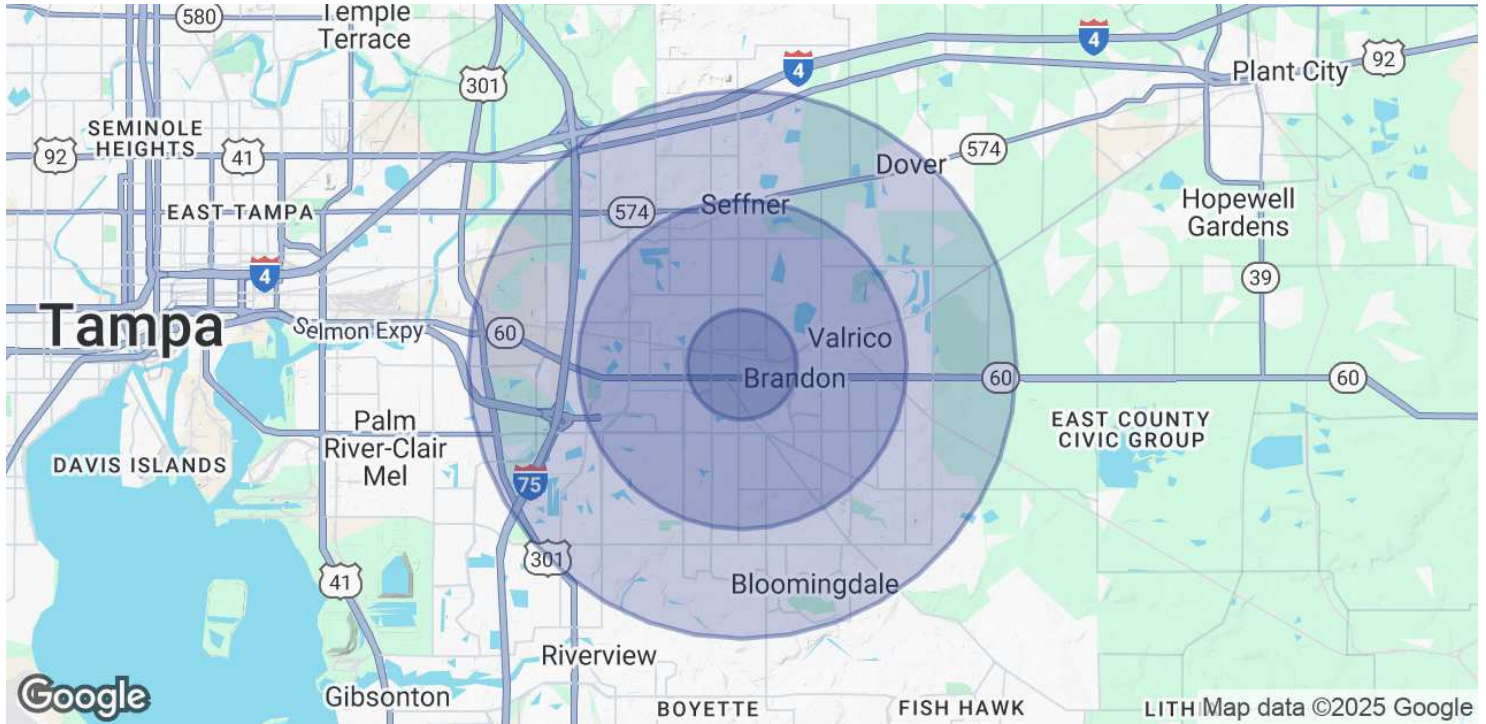 580
Temple
Terrace
301
4
4
92
Plant City
SEMINOLE
HEIGHTS
92
41
Dover
574
Seffner
574
EAST TAMPA
Hopewell
Gardens
4
39
Tampa
Selmon Expy
60
Valrico
Brandon
60
60
Palm
River-Clair
Mel
EAST COUNTY
CIVIC GROUP
DAVIS ISLANDS
75
301
41
Bloomingdale
Riverview
Gibsonton
BOYETTE
FISH HAWK
LITH
Google
Map data ©2025 Google